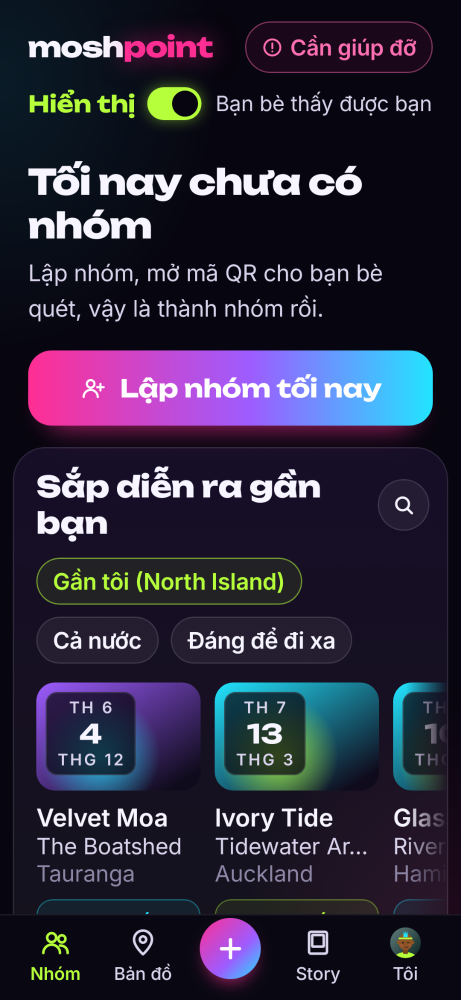 moshpoint
Cần giúp đỡ
Hiển thị
Bạn bè thấy được bạn
Tối nay chưa có
nhóm
Lập nhóm, mở mã QR cho bạn bè
quét, vậy là thành nhóm rồi.
Lập nhóm tối nay
Sắp diễn ra gần
bạn
Gần tôi (North Island)
Cả nước
Đáng để đi xa
TH 6
4
THG 12
TH 7
13
THG 3
Velvet Moa
The Boatshed
Tauranga
Ivory Tide
Tidewater Ar...
Auckland
Nhóm
Bản đồ
Story
Tôi